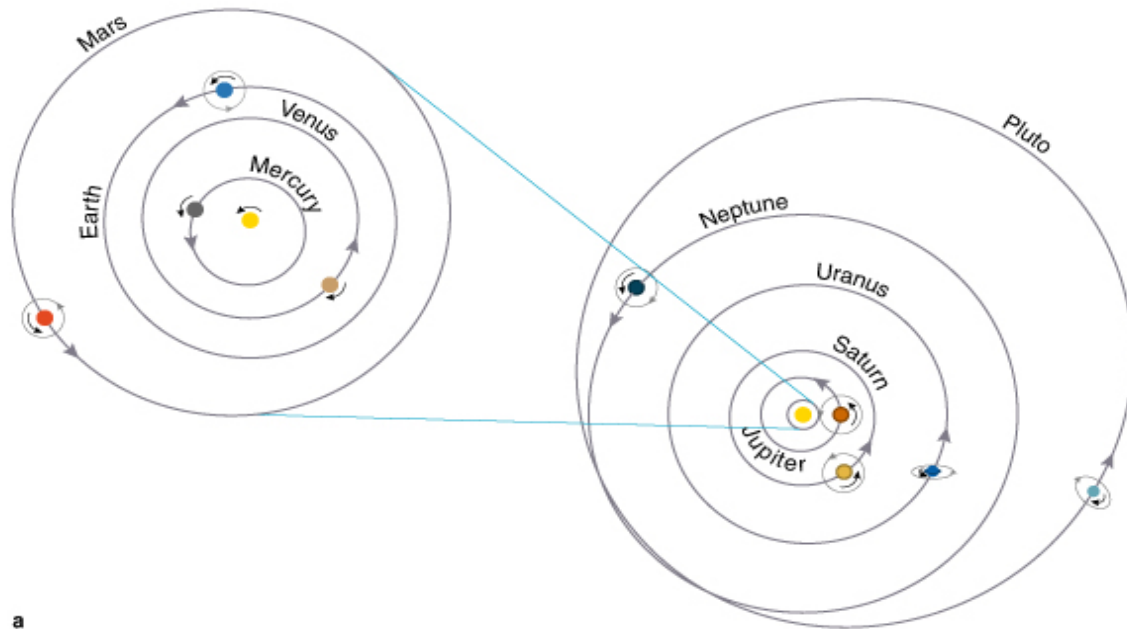 Mars
Venus
Mercury
Earth
Pluto
Neptune
Uranus
Saturn
Jupiter
a